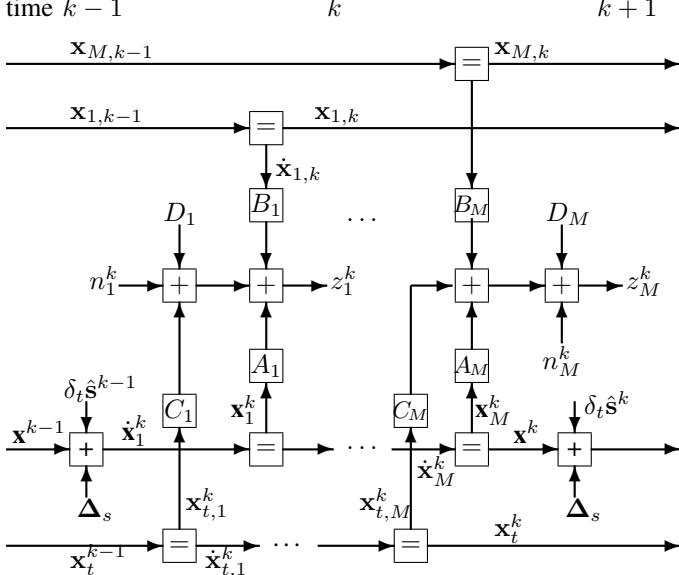 time k − 1 k k + 1
x_{M,k−1} x_{M,k}
=
x_{1,k−1} x_{1,k}
=
ẋ_{1,k}
B_1 … B_M
D_1 D_M
n_1^k + + z_1^k + + z_M^k
n_M^k
A_1 A_M
δ_t ŝ^{k−1} C_1 x_1^k C_M x_M^k δ_t ŝ^k
x^{k−1} + ẋ_1^k = … = x^k +
ẋ_M^k
Δ_s x_{t,1}^k x_{t,M}^k Δ_s
x_t^{k−1} = ẋ_{t,1}^k … = x_t^k